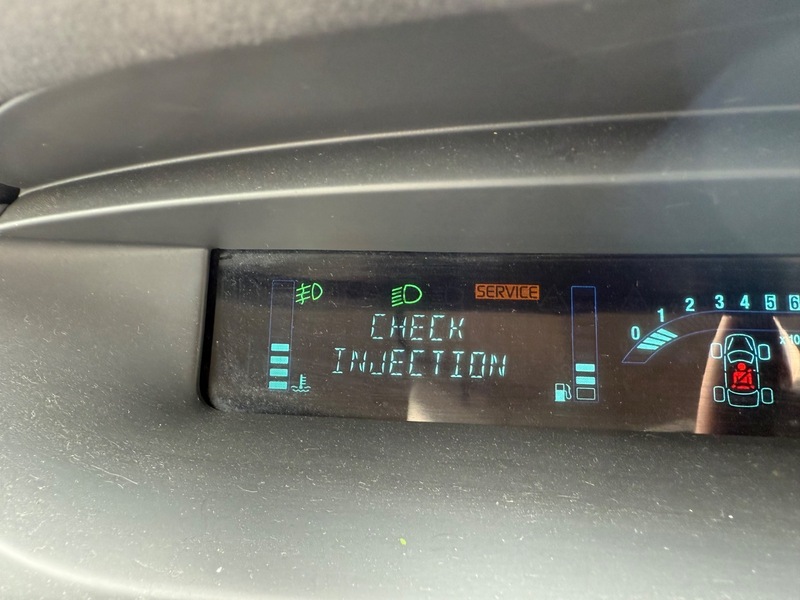 SERVICE
CHECK
INJECTION
0 1 2 3 4 5 6